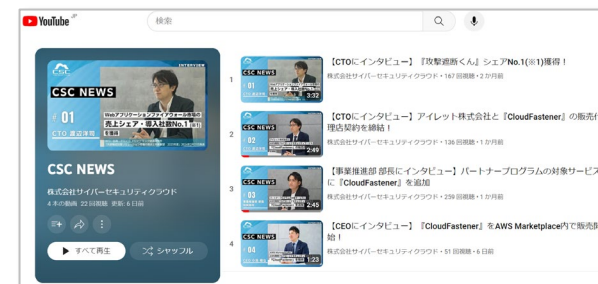 YouTube JP
検索
CSC
INTERVIEW
CSC NEWS
01
Webアプリケーションファイアウォール市場の
売上シェア・導入社数No.1(※1)
を獲得
CTO 渡辺洋司
CSC NEWS
株式会社サイバーセキュリティクラウド
4 本の動画 22 回視聴 更新: 6 日前
すべて再生
シャッフル
1
CSC NEWS
01
3:32
【CTOにインタビュー】『攻撃遮断くん』シェアNo.1(※1)獲得！
株式会社サイバーセキュリティクラウド・167 回視聴・2 か月前
2
CSC NEWS
02
2:49
【CTOにインタビュー】アイレット株式会社と『CloudFastener』の販売代
理店契約を締結！
株式会社サイバーセキュリティクラウド・136 回視聴・1 か月前
3
CSC NEWS
03
2:45
【事業推進部 部長にインタビュー】パートナープログラムの対象サービス
に『CloudFastener』を追加
株式会社サイバーセキュリティクラウド・259 回視聴・1 か月前
4
CSC NEWS
04
1:23
【CEOにインタビュー】『CloudFastener』をAWS Marketplace内で販売開
始！
株式会社サイバーセキュリティクラウド・51 回視聴・6 日前